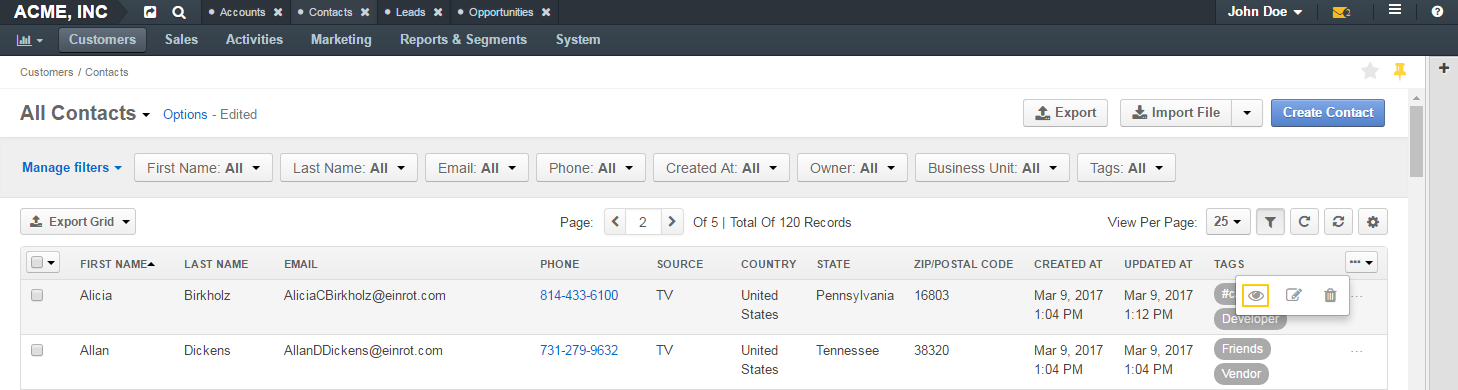 ACME, INC Accounts Contacts Leads Opportunities John Doe 2
Customers Sales Activities Marketing Reports & Segments System
Customers / Contacts
All Contacts Options - Edited Export Import File Create Contact
Manage filters First Name: All Last Name: All Email: All Phone: All Created At: All Owner: All Business Unit: All Tags: All
Export Grid Page: 2 Of 5 | Total Of 120 Records View Per Page: 25
FIRST NAME LAST NAME EMAIL PHONE SOURCE COUNTRY STATE ZIP/POSTAL CODE CREATED AT UPDATED AT TAGS
Alicia Birkholz AliciaCBirkholz@einrot.com 814-433-6100 TV United Pennsylvania 16803 Mar 9, 2017 Mar 9, 2017
States 1:04 PM 1:12 PM Developer
Allan Dickens AllanDDickens@einrot.com 731-279-9632 TV United Tennessee 38320 Mar 9, 2017 Mar 9, 2017 Friends
States 1:04 PM 1:04 PM Vendor